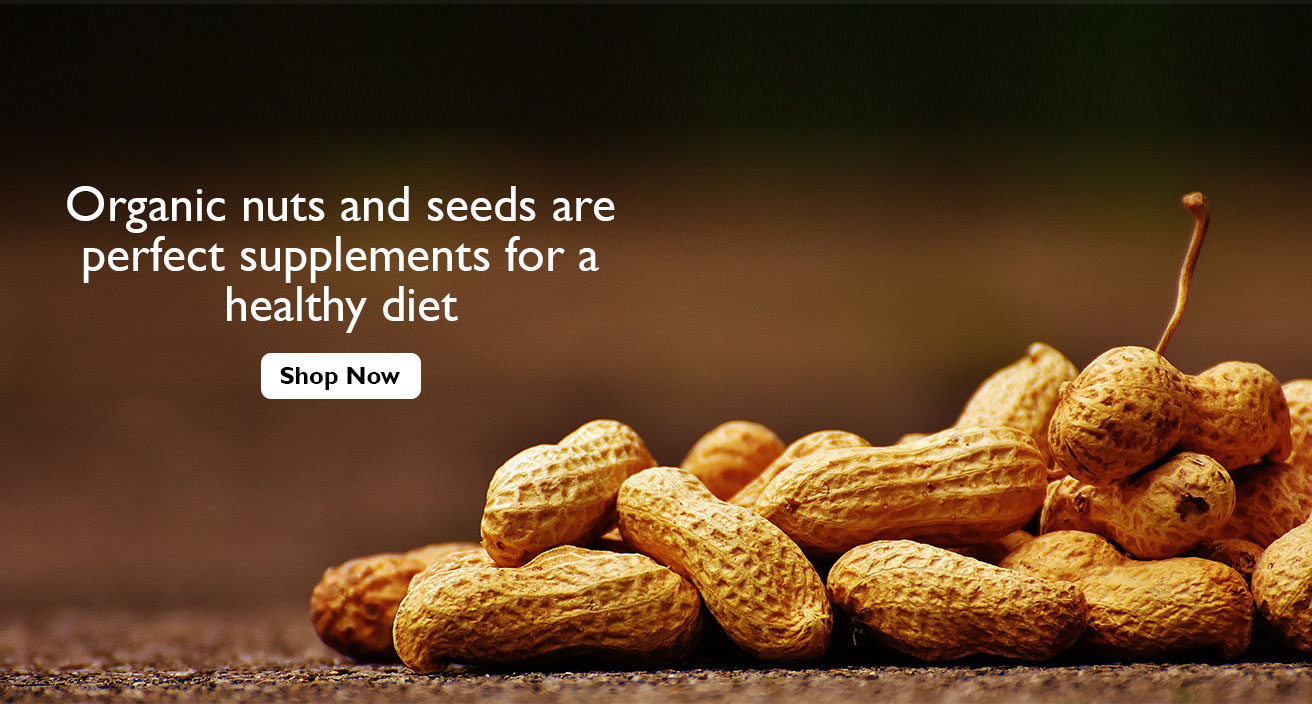 Organic nuts and seeds are
perfect supplements for a
healthy diet
Shop Now